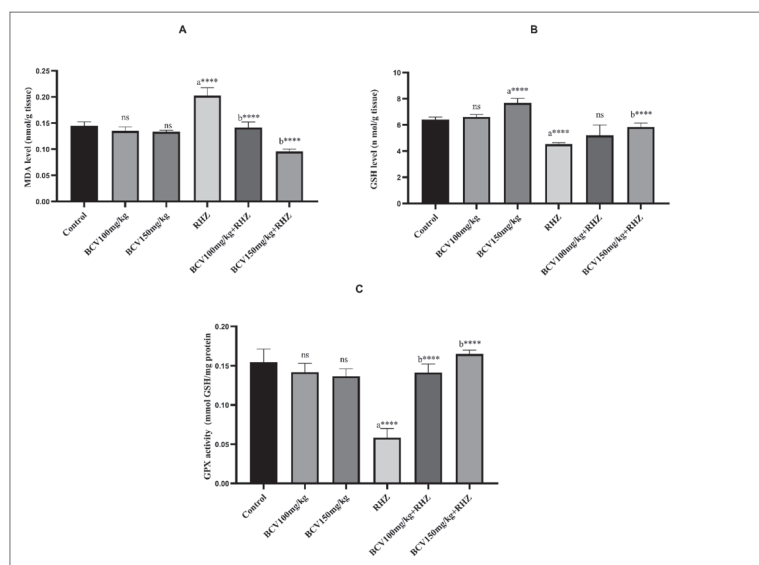 A
MDA level (nmol/g tissue)
0.25
0.20
0.15
0.10
0.05
0.00
ns
ns
a****
b****
b****
Control
BCV100mg/kg
BCV150mg/kg
RHZ
BCV100mg/kg+RHZ
BCV150mg/kg+RHZ
B
GSH level (n mol/g tissue)
10
8
6
4
2
0
ns
a****
a****
ns
b****
Control
BCV100mg/kg
BCV150mg/kg
RHZ
BCV100mg/kg+RHZ
BCV150mg/kg+RHZ
C
GPX activity (mmol GSH/mg protein)
0.20
0.15
0.10
0.05
0.00
ns
ns
a****
b****
b****
Control
BCV100mg/kg
BCV150mg/kg
RHZ
BCV100mg/kg+RHZ
BCV150mg/kg+RHZ